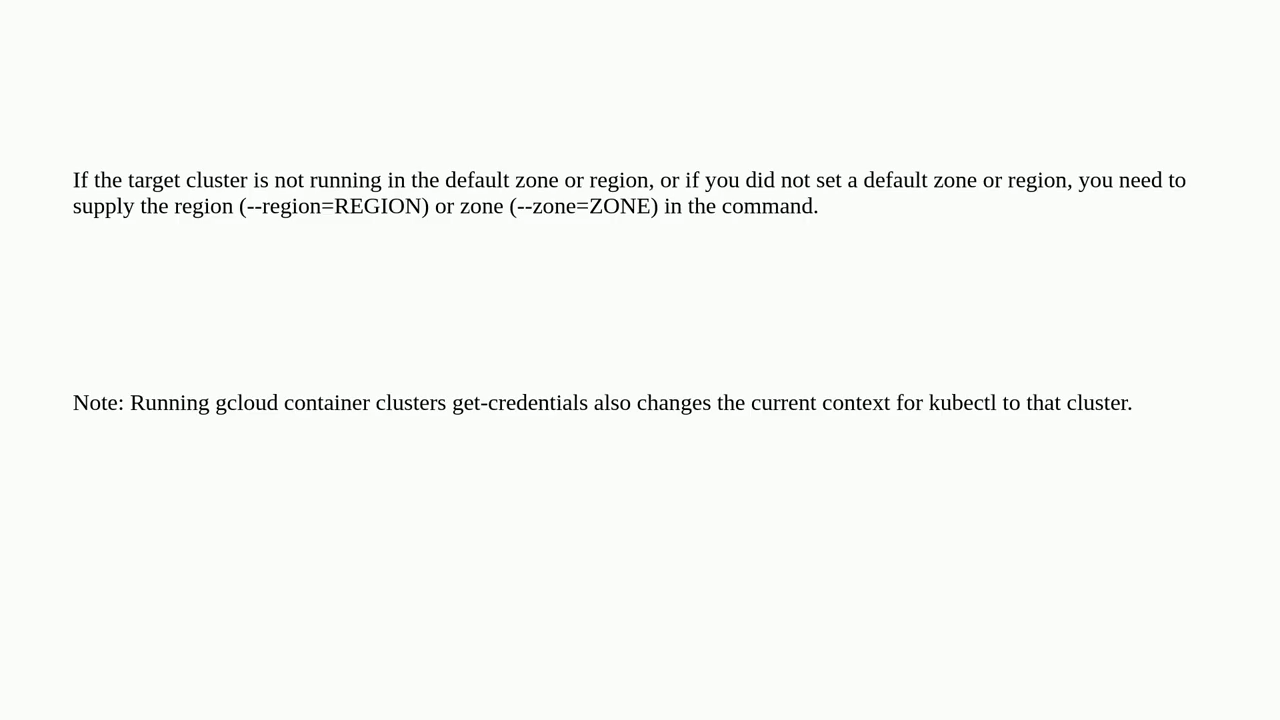 If the target cluster is not running in the default zone or region, or if you did not set a default zone or region, you need to
supply the region (--region=REGION) or zone (--zone=ZONE) in the command.
Note: Running gcloud container clusters get-credentials also changes the current context for kubectl to that cluster.